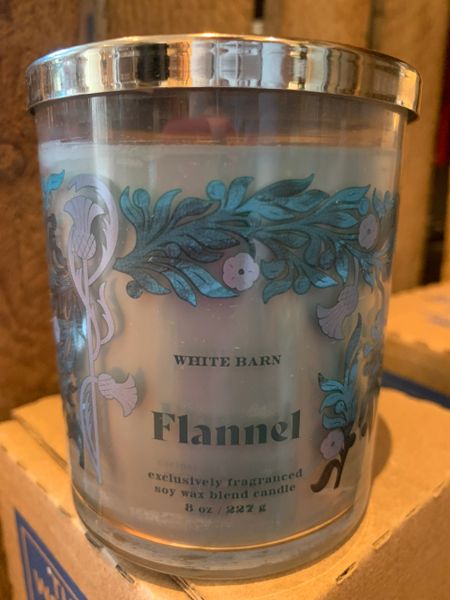 WHITE BARN
Flannel
exclusively fragranced
soy wax blend candle
8 oz / 227 g